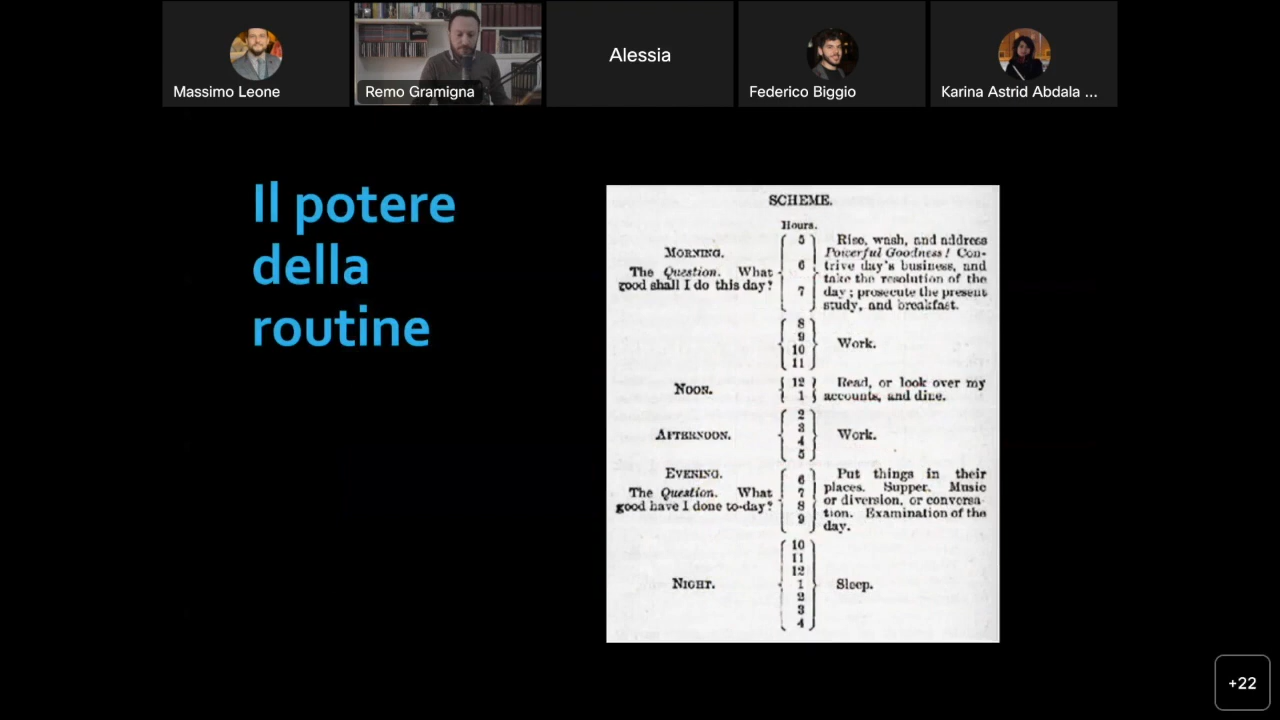 Massimo Leone
Remo Gramigna
Alessia
Federico Biggio
Karina Astrid Abdala ...
Il potere
della
routine
SCHEME.
Hours.
MORNING.
The Question. What
good shall I do this day?
5
6
7
Rise, wash, and address
Powerful Goodness! Con-
trive day's business, and
take the resolution of the
day; prosecute the present
study, and breakfast.
8
9
10
11
Work.
NOON.
12
1
Read, or look over my
accounts, and dine.
AFTERNOON.
2
3
4
5
Work.
EVENING.
The Question. What
good have I done to-day?
6
7
8
9
Put things in their
places. Supper. Music
or diversion, or conversa-
tion. Examination of the
day.
NIGHT.
10
11
12
1
2
3
4
Sleep.
+22